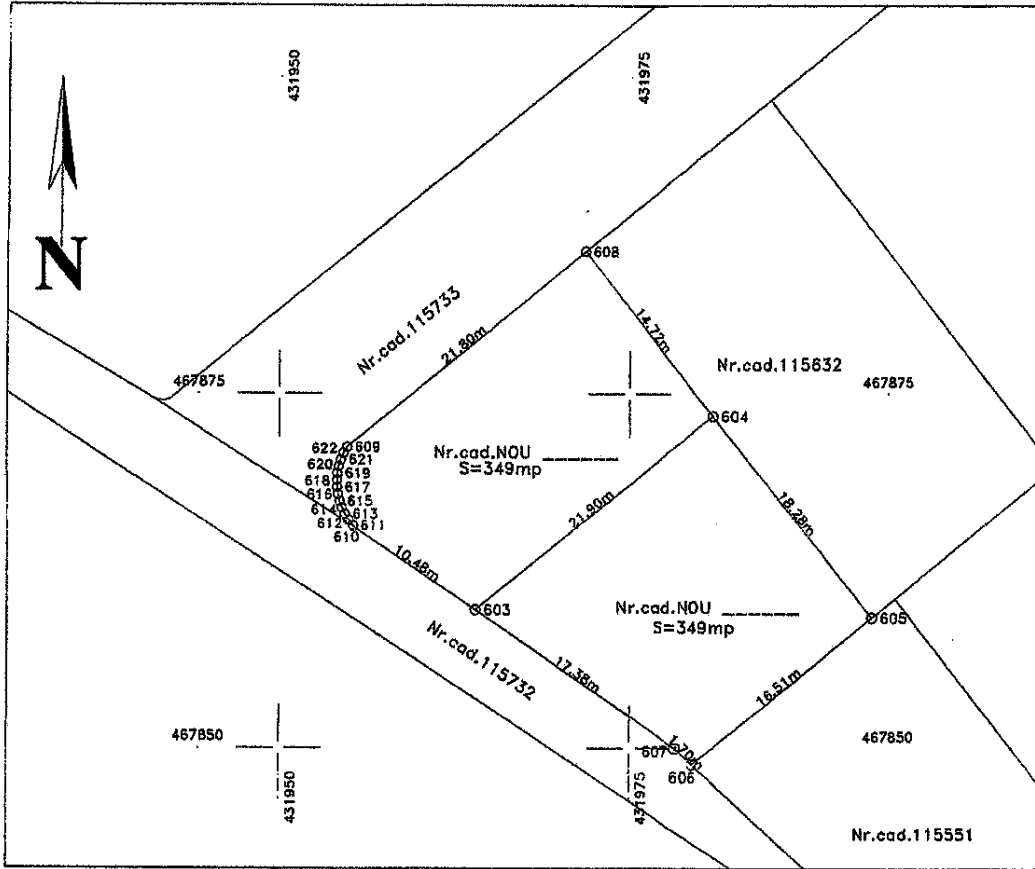 431950
431975
N
608
Nr.cad.115733
21.80m
14.72m
467875
Nr.cad.115632
467875
604
622
609
620
621
619
618
617
616
615
614
613
612
611
610
Nr.cad.NOU
S=349mp
21.90m
18.28m
10.48m
603
Nr.cad.NOU
S=349mp
605
Nr.cad.115732
17.38m
16.51m
467850
607
1.70m
606
467850
431950
431975
Nr.cad.115551